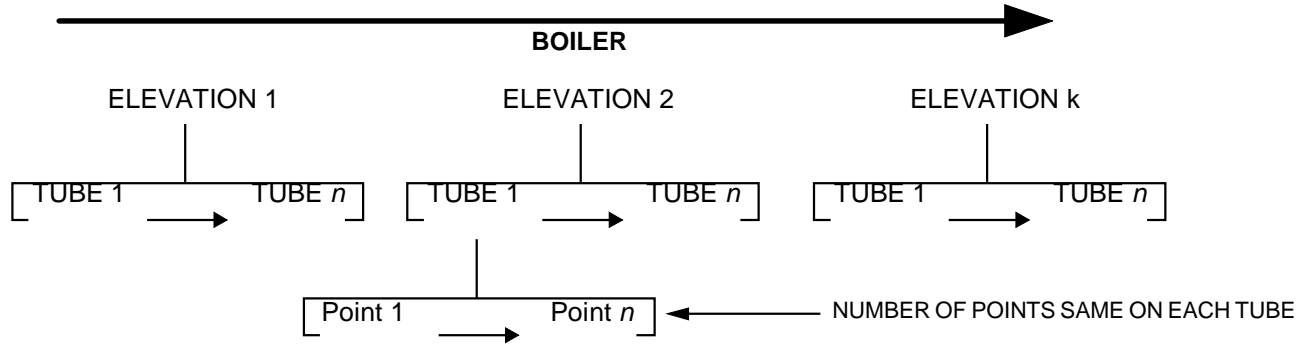 BOILER
ELEVATION 1 ELEVATION 2 ELEVATION k
TUBE 1 TUBE n TUBE 1 TUBE n TUBE 1 TUBE n
Point 1 Point n NUMBER OF POINTS SAME ON EACH TUBE